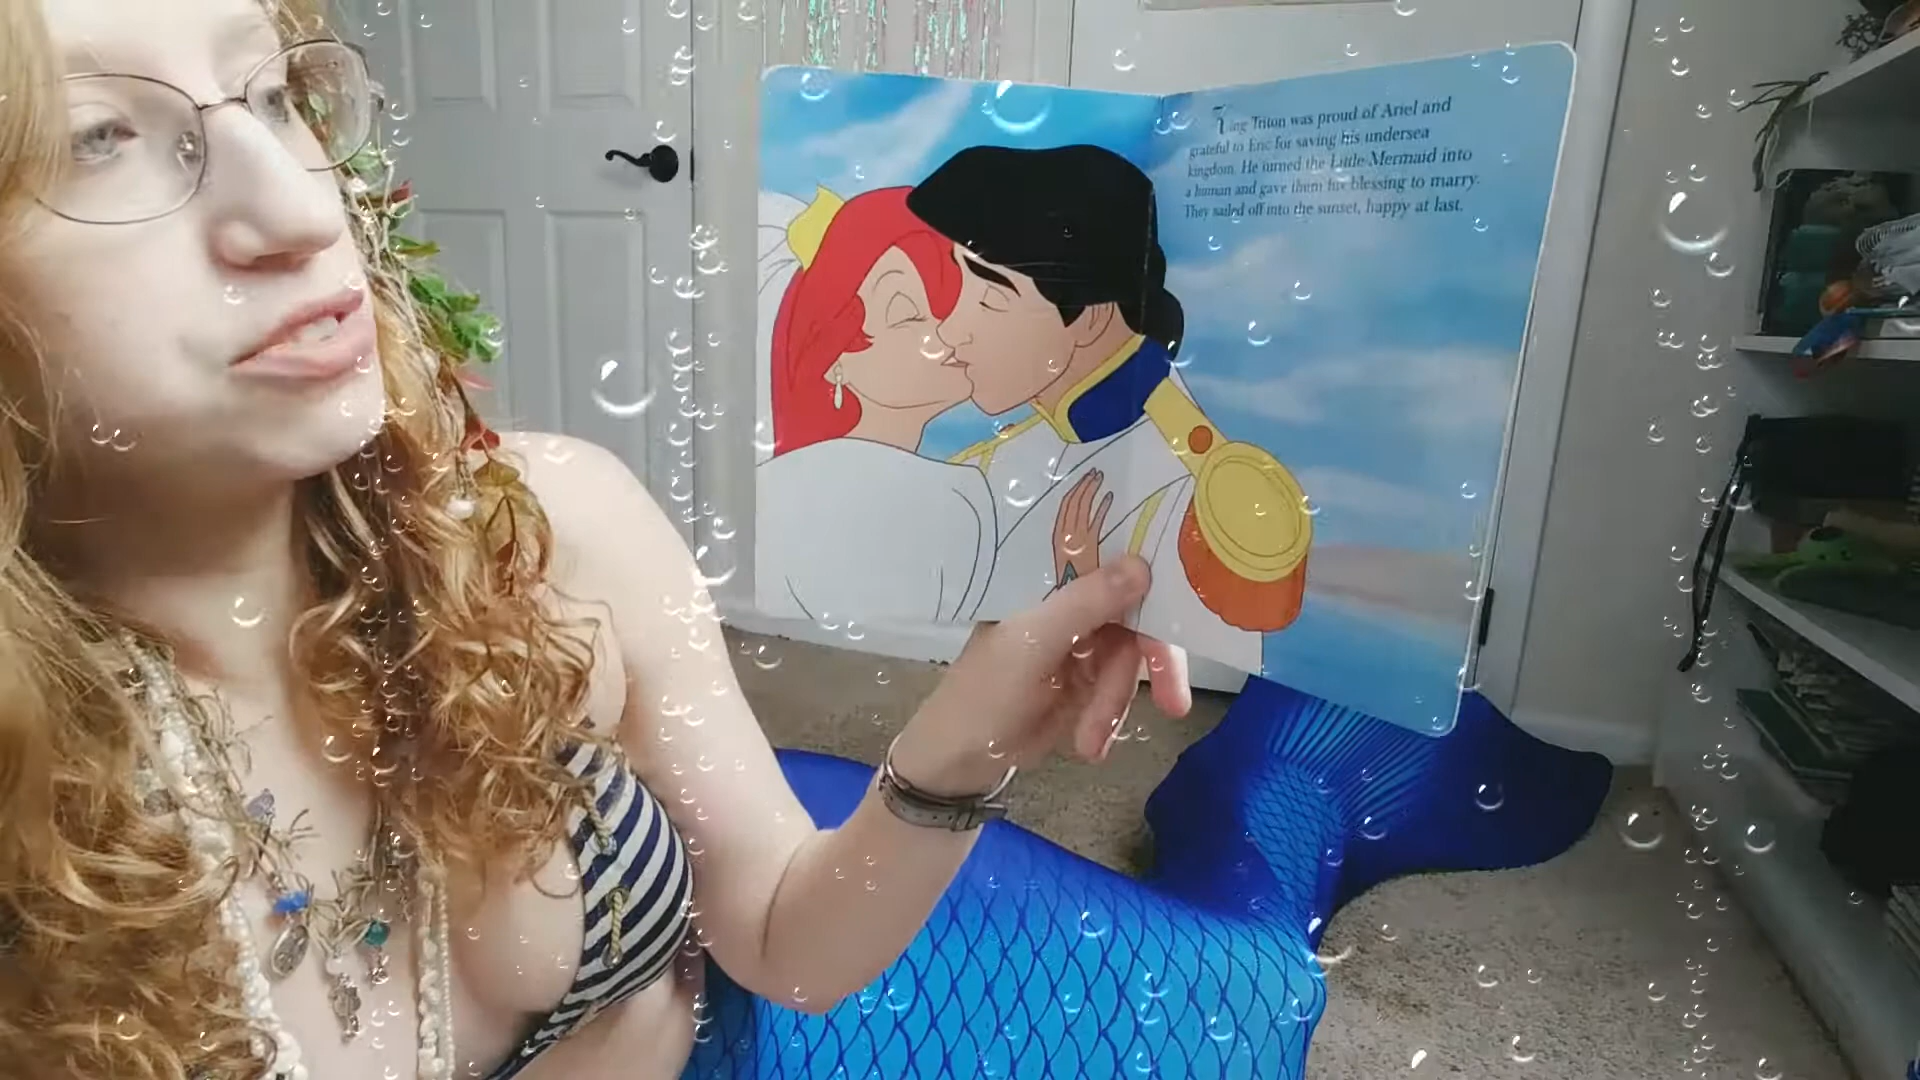 King Triton was proud of Ariel and
grateful to Eric for saving his undersea
kingdom. He turned the Little Mermaid into
a human and gave them his blessing to marry.
They sailed off into the sunset, happy at last.